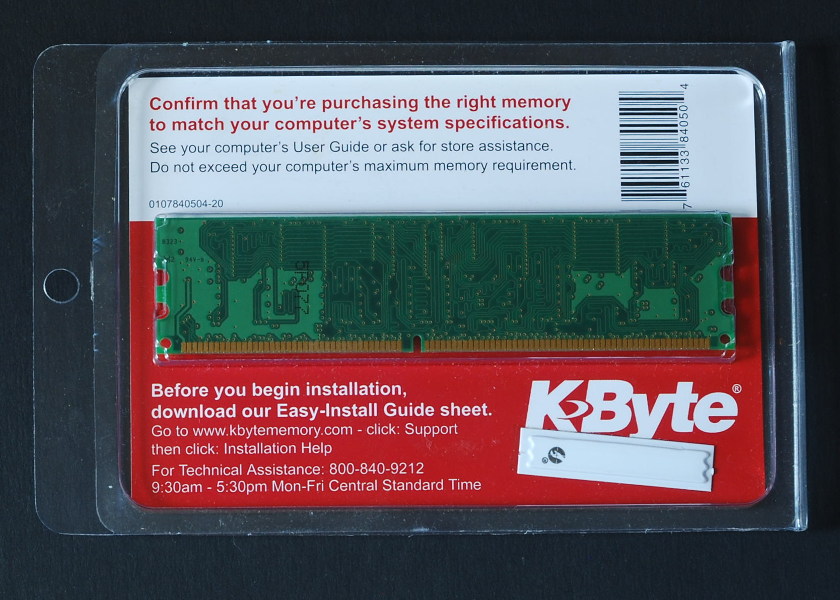 Confirm that you're purchasing the right memory
to match your computer's system specifications.
See your computer's User Guide or ask for store assistance.
Do not exceed your computer's maximum memory requirement.
7 61133 84050 4
0107840504-20
Before you begin installation,
download our Easy-Install Guide sheet.
Go to www.kbytememory.com - click: Support
then click: Installation Help
For Technical Assistance: 800-840-9212
9:30am - 5:30pm Mon-Fri Central Standard Time
K-Byte®